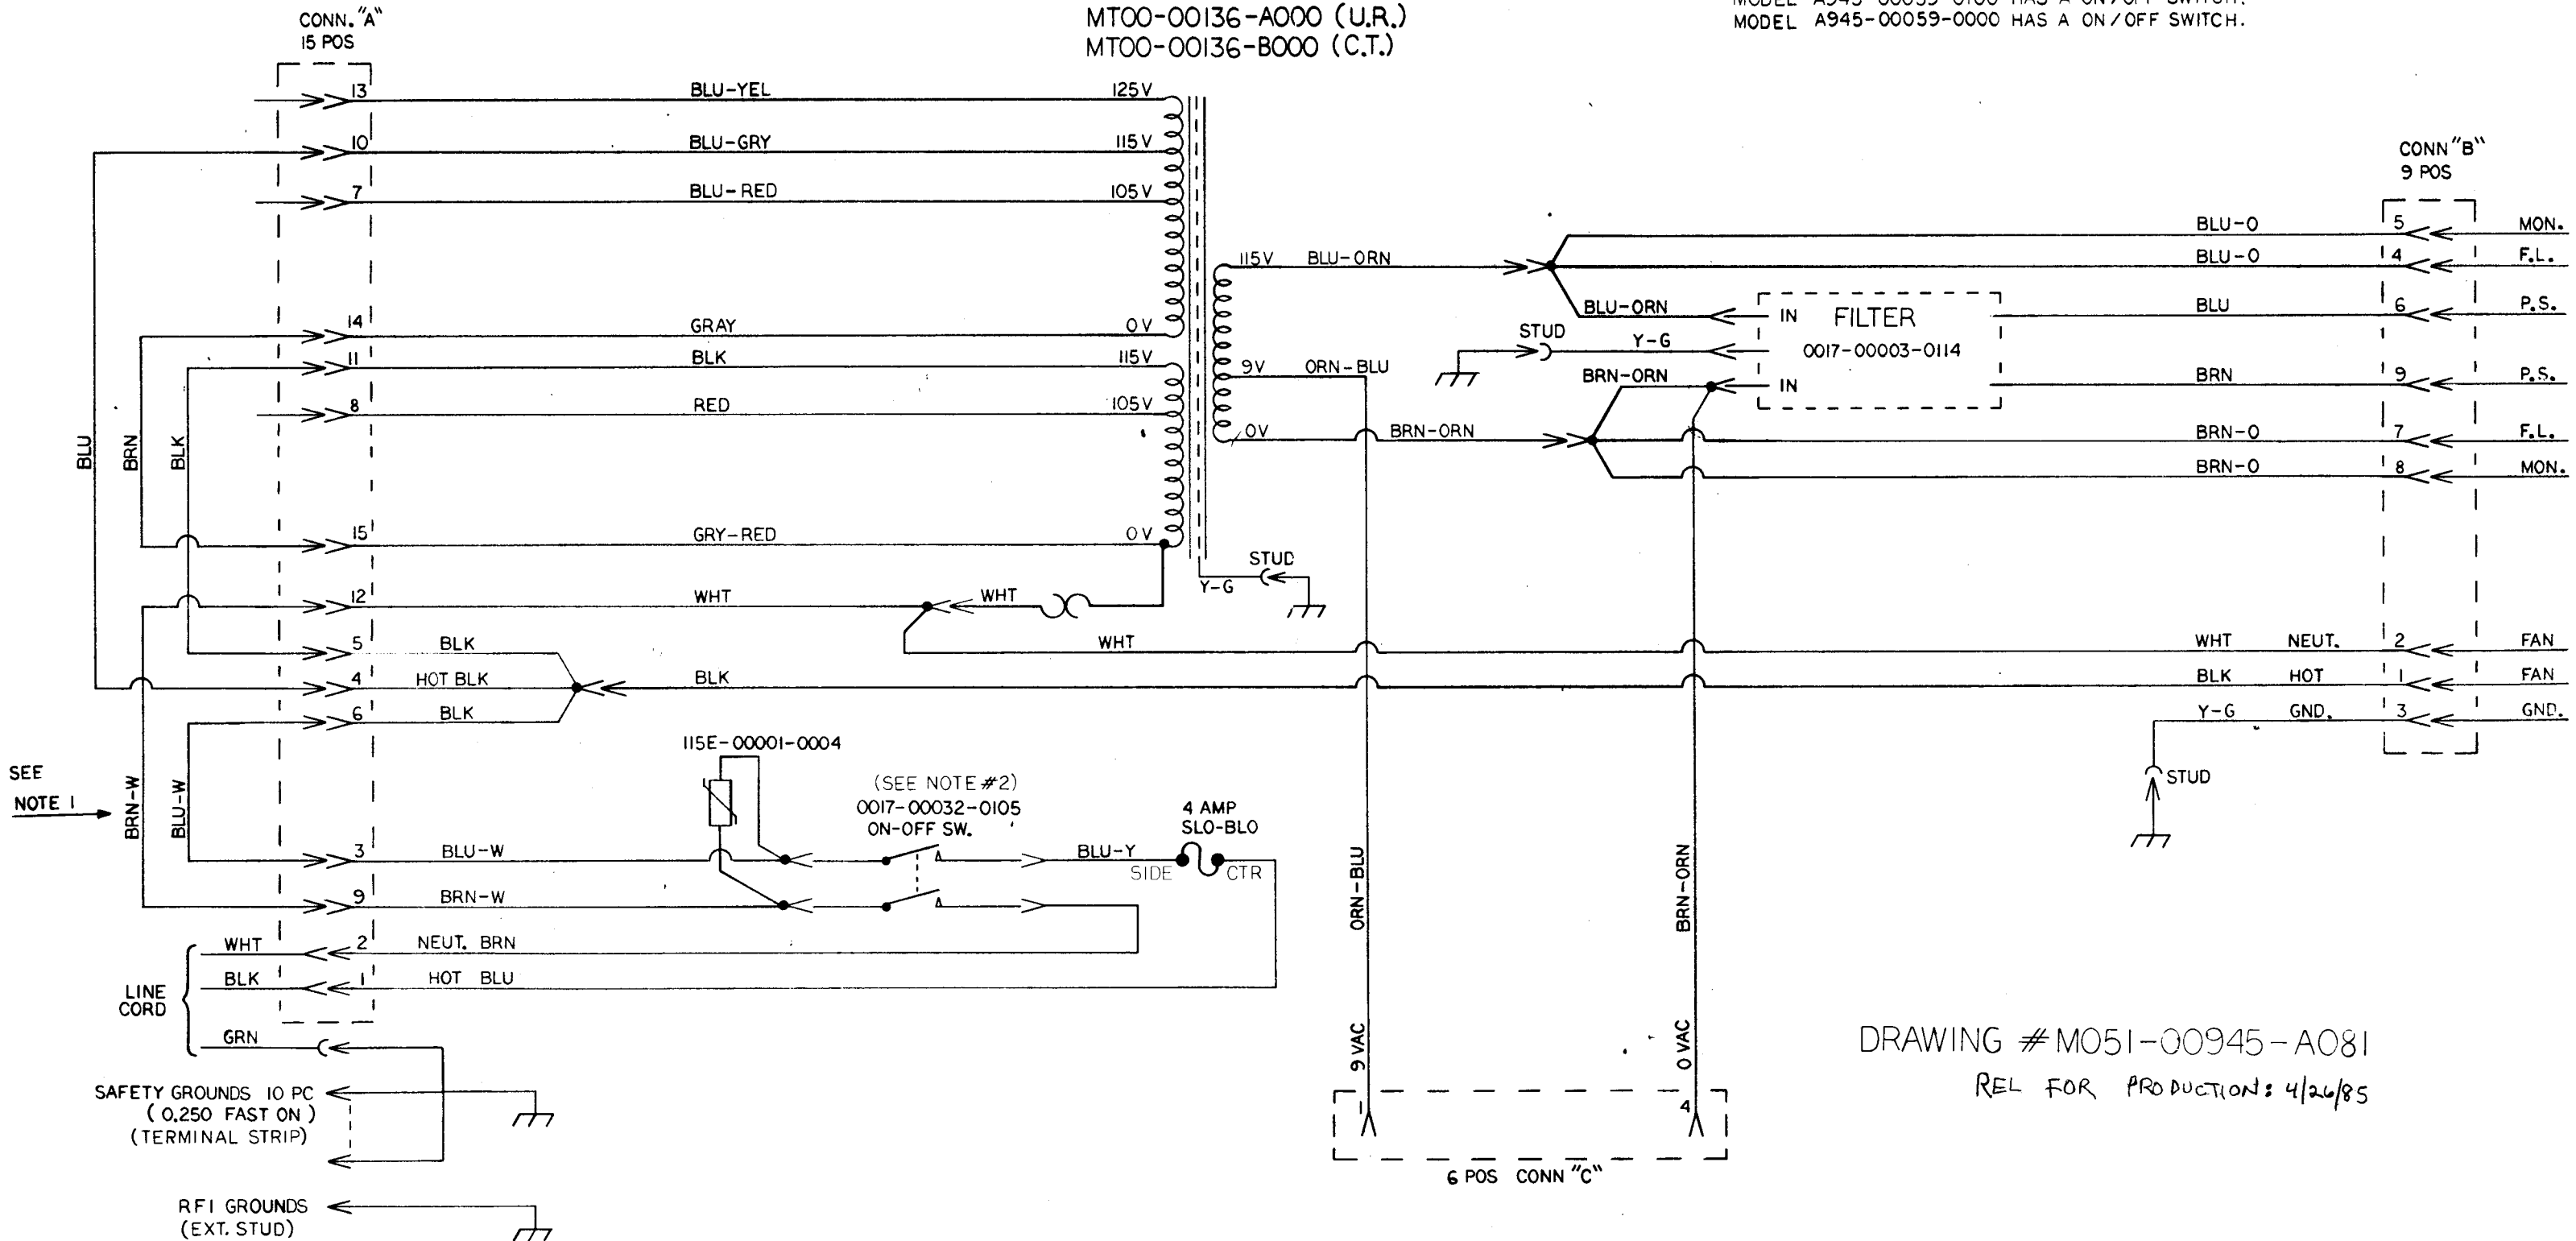 CONN. "A"
15 POS
MT00-00136-A000 (U.R.)
MT00-00136-B000 (C.T.)
MODEL A945-00059-0100 HAS A ON/OFF SWITCH.
MODEL A945-00059-0000 HAS A ON/OFF SWITCH.
13 BLU-YEL 125V
10 BLU-GRY 115V
7 BLU-RED 105V
14 GRAY 0V
11 BLK 115V
8 RED 105V
15 GRY-RED 0V
12 WHT WHT
5 BLK
4 HOT BLK BLK
6 BLK
BLU
BRN
BLK
BRN-W
BLU-W
SEE
NOTE 1
115V BLU-ORN
9V ORN-BLU
0V BRN-ORN
STUD
Y-G
CONN "B"
9 POS
BLU-O 5 MON.
BLU-O 4 F.L.
BLU-ORN IN FILTER BLU 6 P.S.
STUD Y-G 0017-00003-0114
BRN-ORN IN BRN 9 P.S.
BRN-O 7 F.L.
BRN-O 8 MON.
WHT WHT NEUT. 2 FAN
BLK HOT 1 FAN
Y-G GND. 3 GND.
STUD
115E-00001-0004
(SEE NOTE #2)
0017-00032-0105
ON-OFF SW.
4 AMP
SLO-BLO
3 BLU-W BLU-Y
SIDE CTR
9 BRN-W
WHT 2 NEUT. BRN
BLK 1 HOT BLU
LINE
CORD
GRN
SAFETY GROUNDS 10 PC
(0.250 FAST ON)
(TERMINAL STRIP)
RFI GROUNDS
(EXT. STUD)
ORN-BLU
BRN-ORN
9 VAC
0 VAC
1 4
6 POS CONN "C"
DRAWING #M051-00945-A081
REL FOR PRODUCTION: 4/26/85